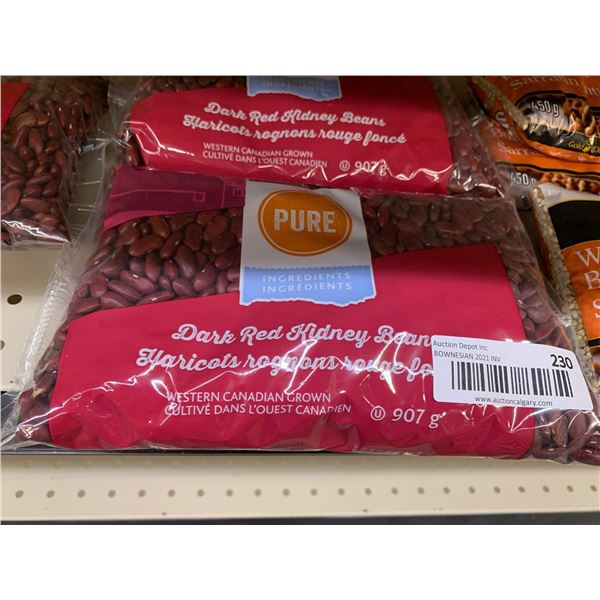 Dark Red Kidney Beans
Haricots rognons rouge foncé
WESTERN CANADIAN GROWN
CULTIVÉ DANS L'OUEST CANADIEN
U 907 g
450 g
450 g
PURE
INGREDIENTS
INGRÉDIENTS
Dark Red Kidney Beans
Haricots rognons rouge fo
WESTERN CANADIAN GROWN
CULTIVÉ DANS L'OUEST CANADIEN
U 907 g
Auction Depot Inc
BOWNESIAN 2021 INV
230
www.auctioncalgary.com